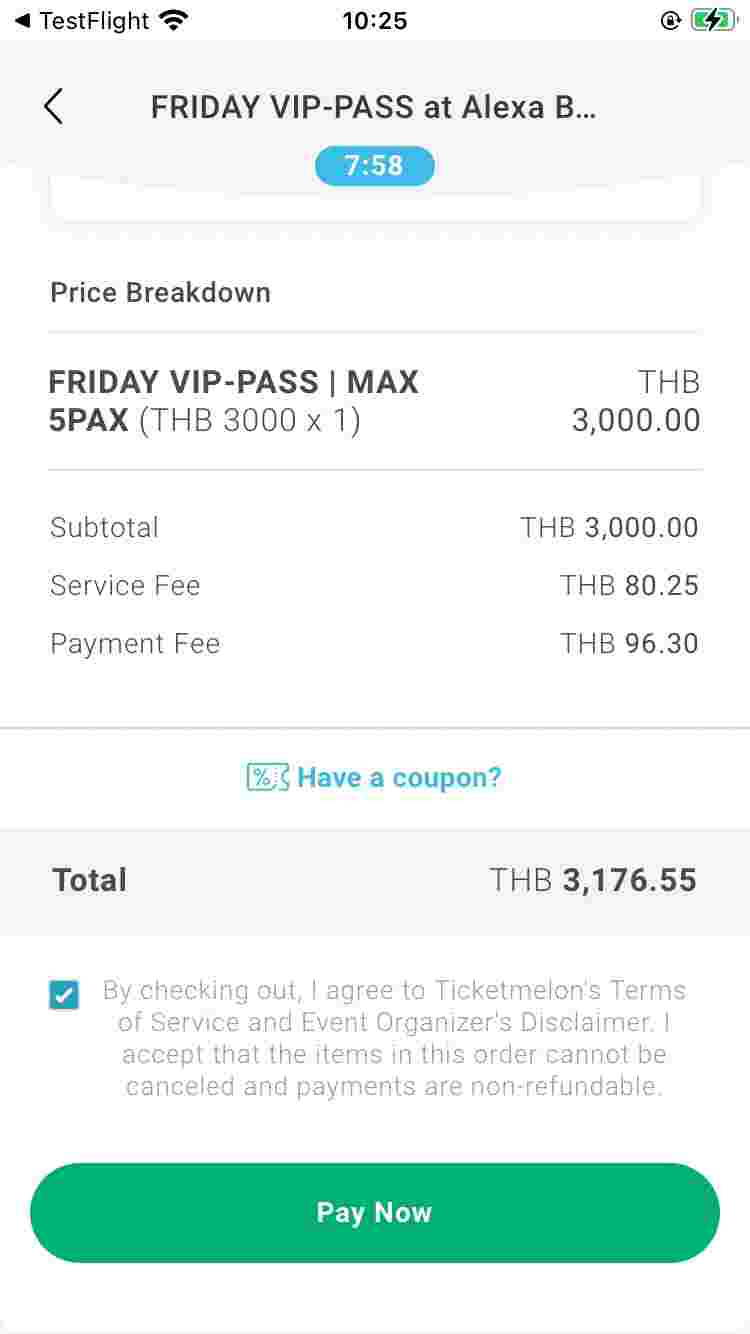 TestFlight 10:25
FRIDAY VIP-PASS at Alexa B...
7:58
Price Breakdown
FRIDAY VIP-PASS | MAX THB
5PAX (THB 3000 x 1) 3,000.00
Subtotal THB 3,000.00
Service Fee THB 80.25
Payment Fee THB 96.30
% Have a coupon?
Total THB 3,176.55
By checking out, I agree to Ticketmelon's Terms
of Service and Event Organizer's Disclaimer. I
accept that the items in this order cannot be
canceled and payments are non-refundable.
Pay Now